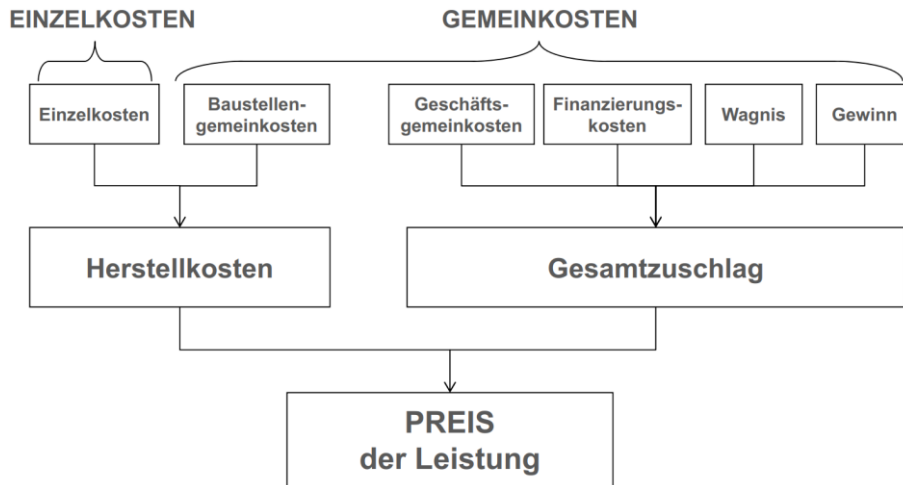 EINZELKOSTEN
GEMEINKOSTEN
Einzelkosten
Baustellen-
gemeinkosten
Geschäfts-
gemeinkosten
Finanzierungs-
kosten
Wagnis
Gewinn
Herstellkosten
Gesamtzuschlag
PREIS
der Leistung